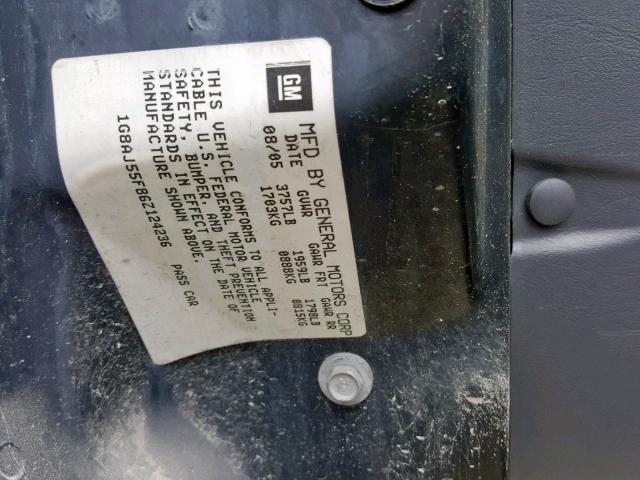 GM
MFD BY GENERAL MOTORS CORP
DATE GVWR GAWR FRT GAWR RR
08/05 3757LB 1959LB 1798LB
1703KG 0888KG 0815KG
THIS VEHICLE CONFORMS TO ALL APPLI-
CABLE U.S. FEDERAL MOTOR VEHICLE
SAFETY, BUMPER, AND THEFT PREVENTION
STANDARDS IN EFFECT ON THE DATE OF
MANUFACTURE SHOWN ABOVE.
1G8AJ55F86Z124236 PASS CAR